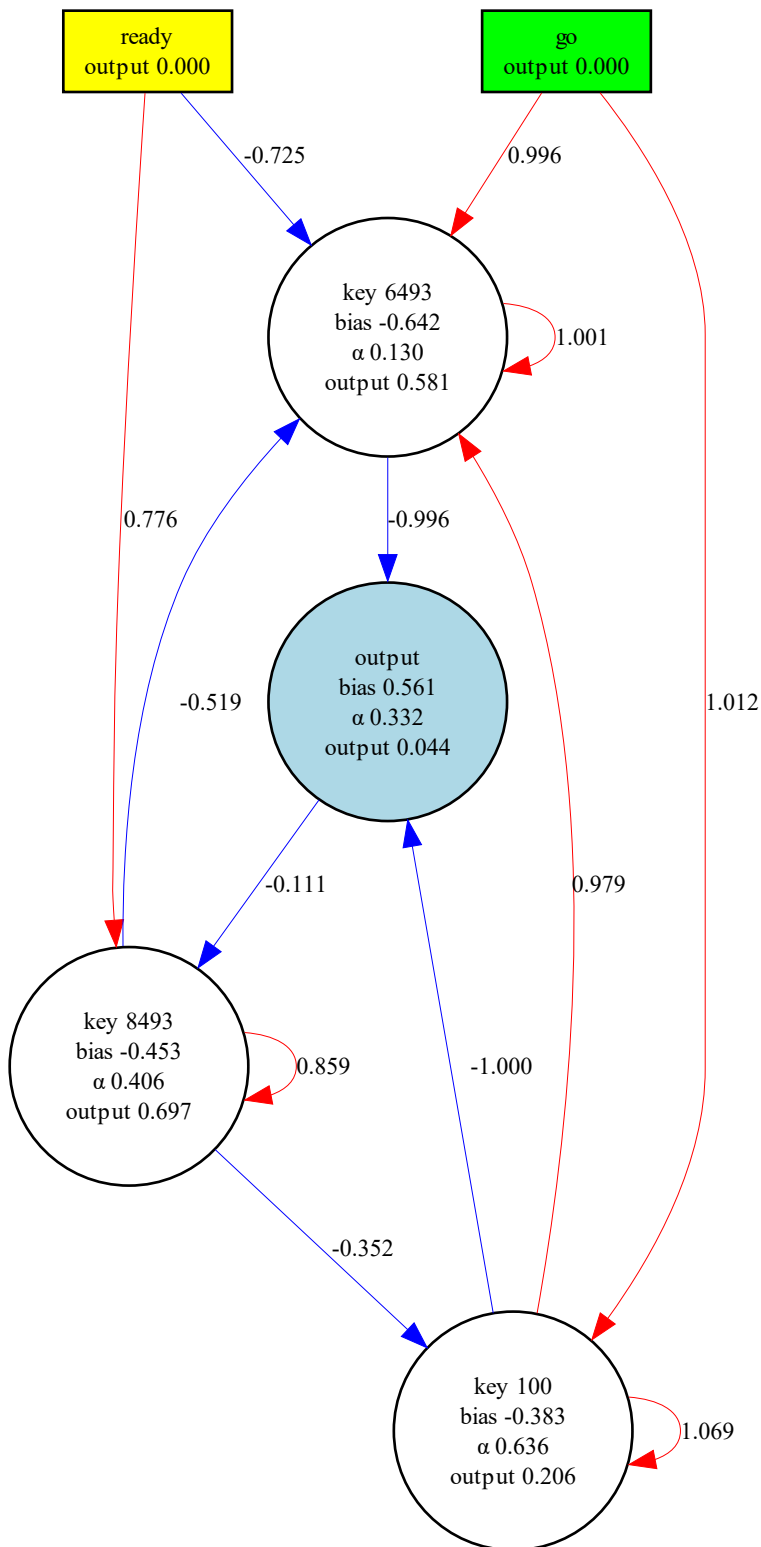 ready
output 0.000
go
output 0.000
-0.725
0.996
key 6493
bias -0.642
α 0.130
output 0.581
1.001
0.776
-0.996
-0.519
output
bias 0.561
α 0.332
output 0.044
1.012
-0.111
0.979
key 8493
bias -0.453
α 0.406
output 0.697
0.859
-1.000
-0.352
key 100
bias -0.383
α 0.636
output 0.206
1.069